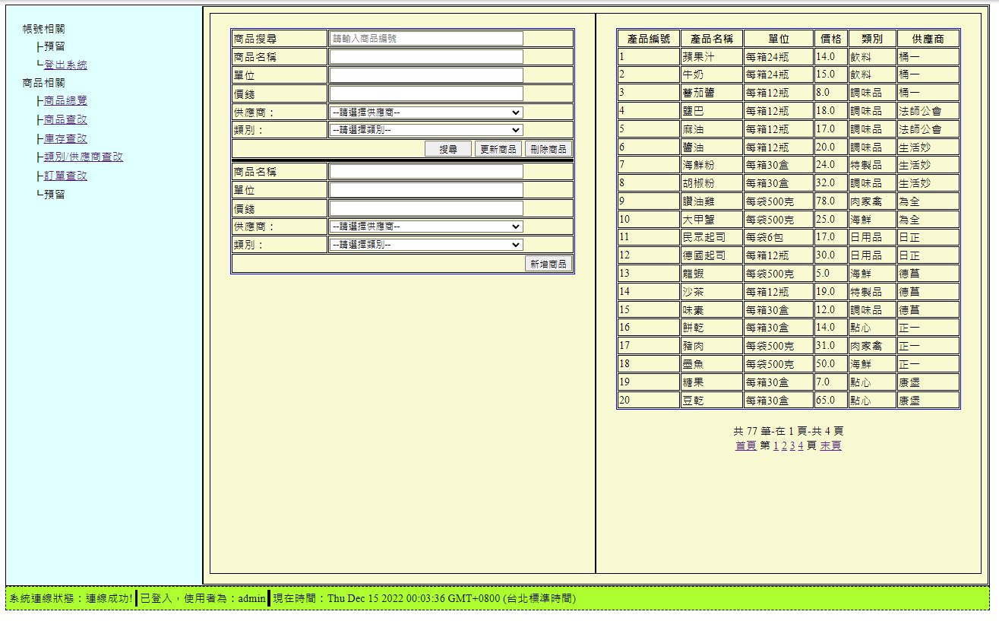 帳號相關
├預留
└登出系統
商品相關
├商品總覽
├商品查改
├庫存查改
├類別/供應商查改
├訂單查改
└預留
商品搜尋 請輸入商品編號
商品名稱
單位
價錢
供應商： --請選擇供應商--
類別： --請選擇類別--
搜尋 更新商品 刪除商品
商品名稱
單位
價錢
供應商： --請選擇供應商--
類別： --請選擇類別--
新增商品
產品編號 產品名稱 單位 價格 類別 供應商
1 蘋果汁 每箱24瓶 14.0 飲料 桶一
2 牛奶 每箱24瓶 15.0 飲料 桶一
3 蕃茄醬 每箱12瓶 8.0 調味品 桶一
4 鹽巴 每箱12瓶 18.0 調味品 法師公會
5 麻油 每箱12瓶 17.0 調味品 法師公會
6 醬油 每箱12瓶 20.0 調味品 生活妙
7 海鮮粉 每箱30盒 24.0 特製品 生活妙
8 胡椒粉 每箱30盒 32.0 調味品 生活妙
9 讚油雞 每袋500克 78.0 肉家禽 為全
10 大甲蟹 每袋500克 25.0 海鮮 為全
11 民眾起司 每袋6包 17.0 日用品 日正
12 德國起司 每箱12瓶 30.0 日用品 日正
13 龍蝦 每袋500克 5.0 海鮮 德菖
14 沙茶 每箱12瓶 19.0 特製品 德菖
15 味素 每箱30盒 12.0 調味品 德菖
16 餅乾 每箱30盒 14.0 點心 正一
17 豬肉 每袋500克 31.0 肉家禽 正一
18 墨魚 每袋500克 50.0 海鮮 正一
19 糖果 每箱30盒 7.0 點心 康堡
20 豆乾 每箱30盒 65.0 點心 康堡
共 77 筆-在 1 頁-共 4 頁
首頁 第 1 2 3 4 頁 末頁
系統連線狀態：連線成功! 已登入，使用者為：admin 現在時間：Thu Dec 15 2022 00:03:36 GMT+0800 (台北標準時間)